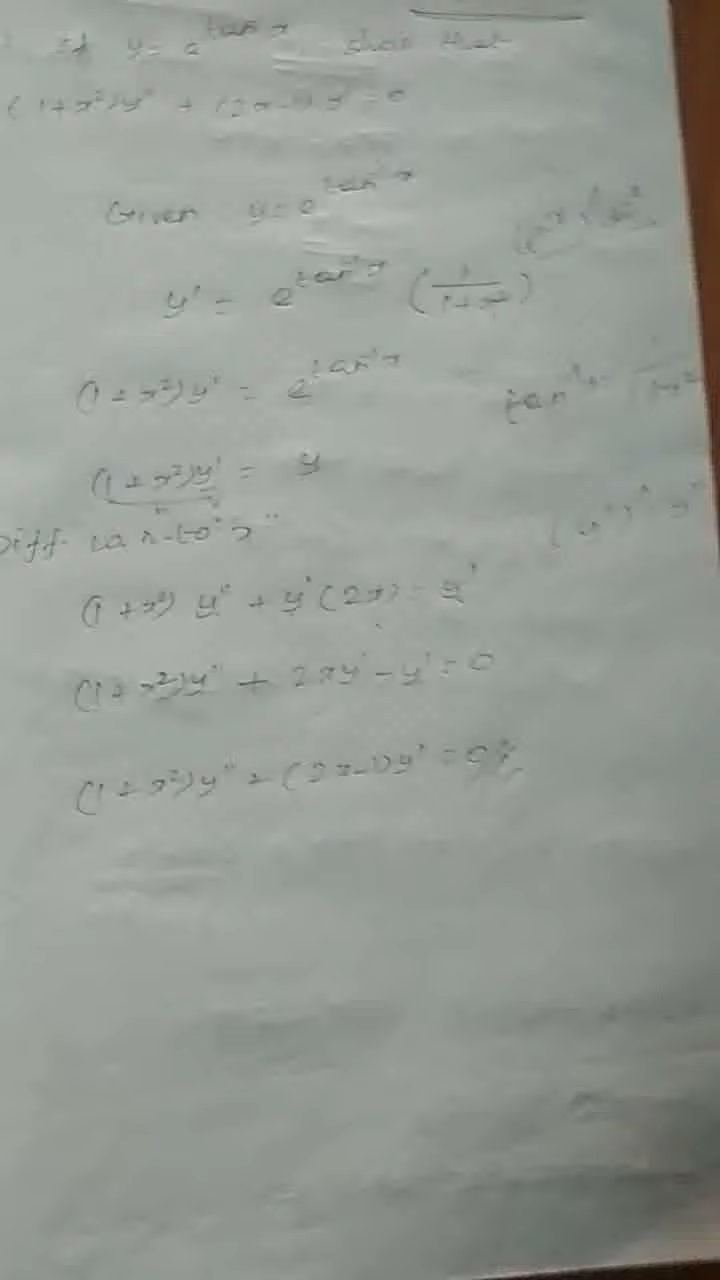 If y = e^tan⁻¹x show that
(1+x²)y'' + (2x-1)y' = 0
Given y = e^tan⁻¹x
y' = e^tan⁻¹x (1/1+x²)
(1+x²)y' = e^tan⁻¹x
(1+x²)y' = y
Diff w.r.to "x"
(1+x²) y'' + y'(2x) = y'
(1+x²)y'' + 2xy' - y' = 0
(1+x²)y'' + (2x-1)y' = 0